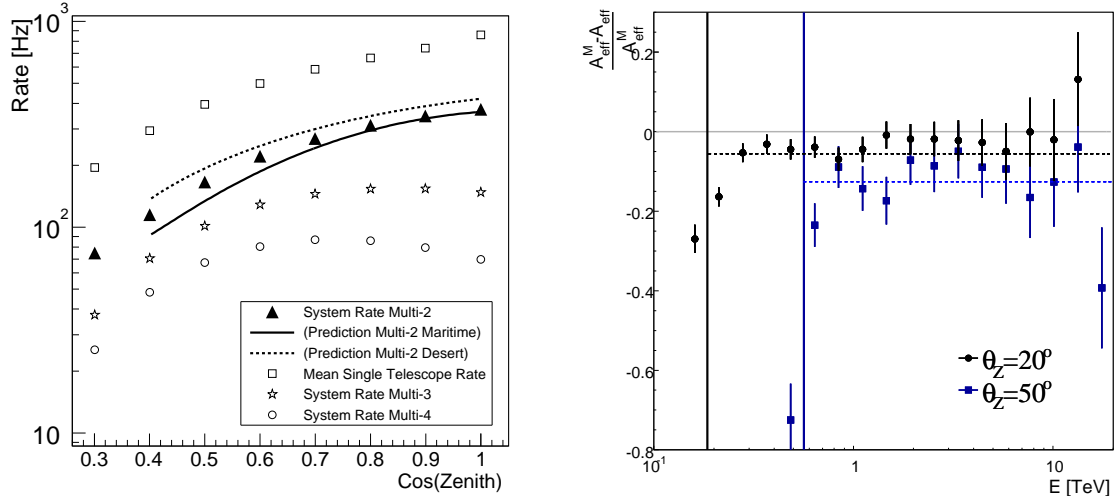 Rate [Hz]
10³
10²
10
0.3 0.4 0.5 0.6 0.7 0.8 0.9 1
Cos(Zenith)
System Rate Multi-2
(Prediction Multi-2 Maritime)
(Prediction Multi-2 Desert)
Mean Single Telescope Rate
System Rate Multi-3
System Rate Multi-4
A^M_eff-A_eff
A^M_eff
0.2
0
-0.2
-0.4
-0.6
-0.8
θ_z=20°
θ_z=50°
10⁻¹ 1 10
E [TeV]